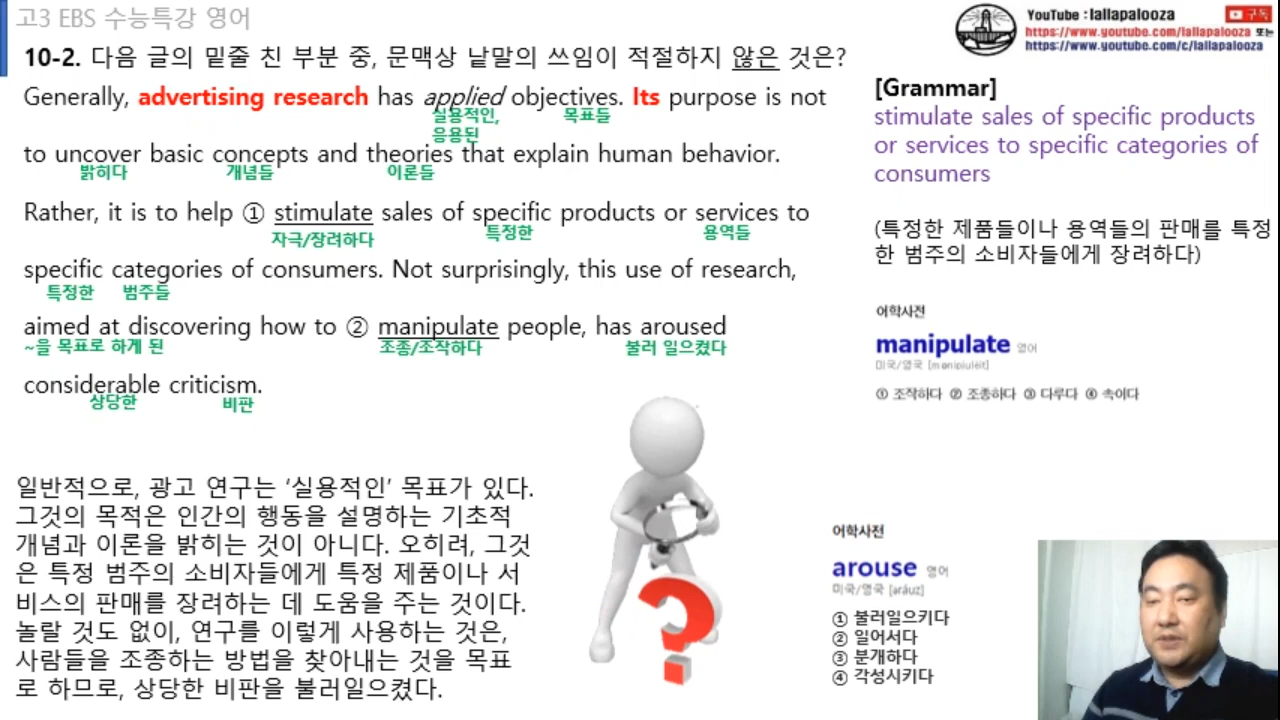 고3 EBS 수능특강 영어
10-2. 다음 글의 밑줄 친 부분 중, 문맥상 낱말의 쓰임이 적절하지 않은 것은?
Generally, advertising research has applied objectives. Its purpose is not
실용적인, 목표들
응용된
to uncover basic concepts and theories that explain human behavior.
밝히다 개념들 이론들
Rather, it is to help ① stimulate sales of specific products or services to
자극/장려하다 특정한 용역들
specific categories of consumers. Not surprisingly, this use of research,
특정한 범주들
aimed at discovering how to ② manipulate people, has aroused
~을 목표로 하게 된 조종/조작하다 불러 일으켰다
considerable criticism.
상당한 비판
일반적으로, 광고 연구는 ‘실용적인’ 목표가 있다.
그것의 목적은 인간의 행동을 설명하는 기초적
개념과 이론을 밝히는 것이 아니다. 오히려, 그것
은 특정 범주의 소비자들에게 특정 제품이나 서
비스의 판매를 장려하는 데 도움을 주는 것이다.
놀랄 것도 없이, 연구를 이렇게 사용하는 것은,
사람들을 조종하는 방법을 찾아내는 것을 목표
로 하므로, 상당한 비판을 불러일으켰다.
YouTube : lallapalooza 구독
https://www.youtube.com/lallapalooza 또는
https://www.youtube.com/c/lallapalooza
[Grammar]
stimulate sales of specific products
or services to specific categories of
consumers
(특정한 제품들이나 용역들의 판매를 특정
한 범주의 소비자들에게 장려하다)
어학사전
manipulate 영어
미국/영국 [mənípjuléit]
① 조작하다 ② 조종하다 ③ 다루다 ④ 속이다
어학사전
arouse 영어
미국/영국 [əráuz]
① 불러일으키다
② 일어서다
③ 분개하다
④ 각성시키다
?